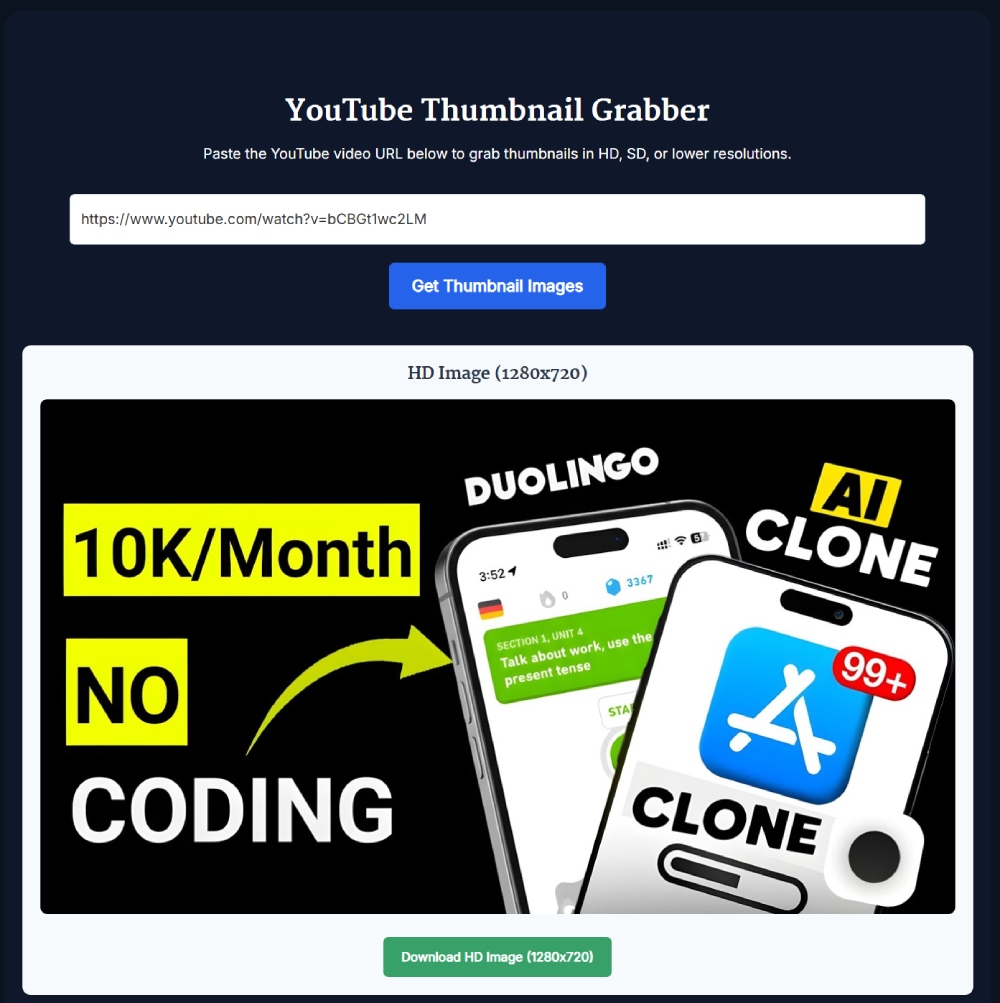 YouTube Thumbnail Grabber
Paste the YouTube video URL below to grab thumbnails in HD, SD, or lower resolutions.
https://www.youtube.com/watch?v=bCBGt1wc2LM
Get Thumbnail Images
HD Image (1280x720)
10K/Month
NO
CODING
DUOLINGO
3:52
57
0
3367
SECTION 1, UNIT 4
Talk about work, use the
present tense
STAR
AI
CLONE
99+
CLONE
Download HD Image (1280x720)